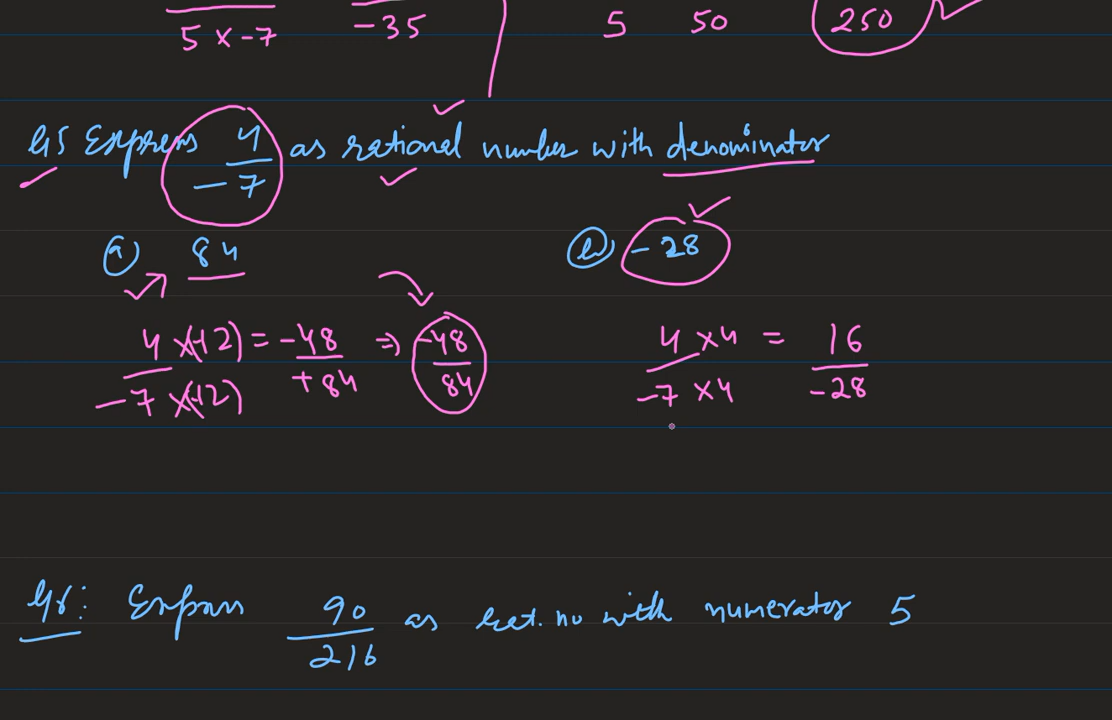 5 x -7 -35 5 50 250
Q5 Express 4/-7 as rational number with denominator
(a) 84 (b) -28
4 x(-12) / -7 x(-12) = -48 / +84 => -48 / 84 4 x4 / -7 x4 = 16 / -28
Q6: Express 90/216 as rat. no with numerator 5